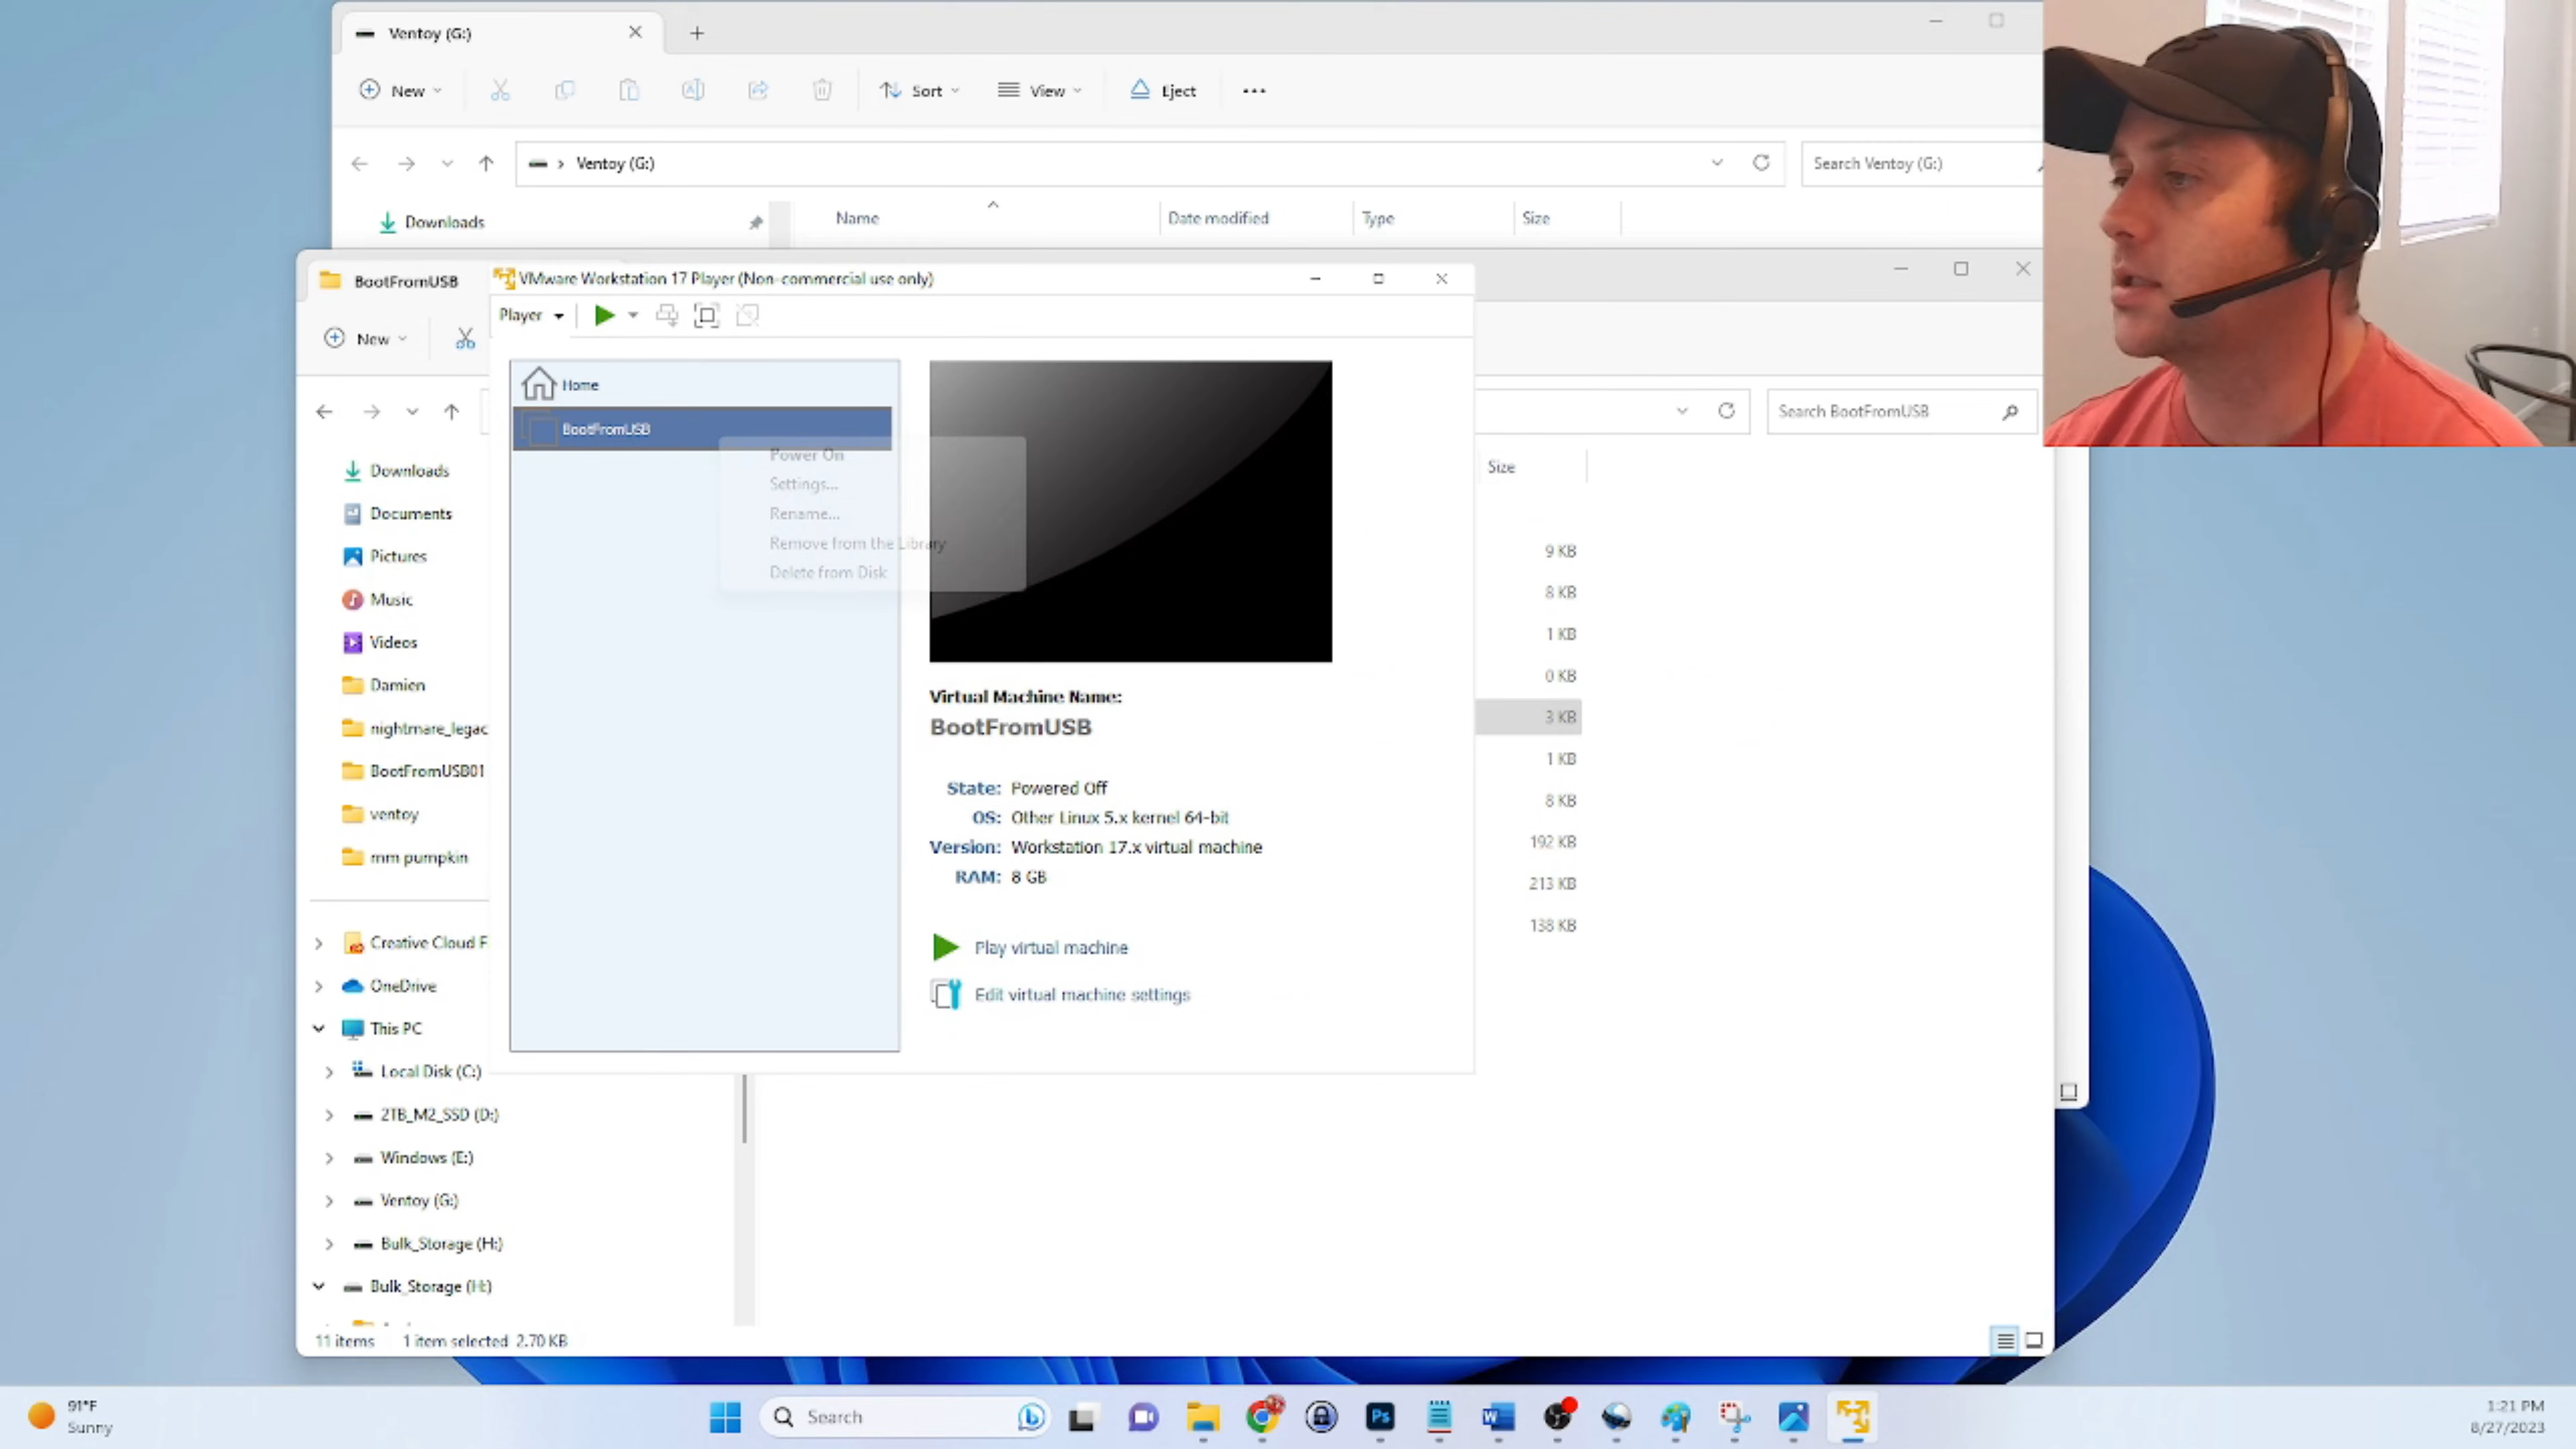 Ventoy (G:)
New
Sort
View
Eject
Ventoy (G:)
Search Ventoy (G:)
Downloads
Name
Date modified
Type
Size
BootFromUSB
VMware Workstation 17 Player (Non-commercial use only)
New
Player
Home
BootFromUSB
Power On
Settings...
Rename...
Remove from the Library
Delete from Disk
Search BootFromUSB
Size
9 KB
8 KB
1 KB
0 KB
3 KB
1 KB
8 KB
192 KB
213 KB
138 KB
Downloads
Documents
Pictures
Music
Videos
Damien
nightmare_legac
BootFromUSB01
ventoy
mm pumpkin
Creative Cloud F
OneDrive
This PC
Local Disk (C:)
2TB_M2_SSD (D:)
Windows (E:)
Ventoy (G:)
Bulk_Storage (H:)
Bulk_Storage (H:)
Virtual Machine Name:
BootFromUSB
State: Powered Off
OS: Other Linux 5.x kernel 64-bit
Version: Workstation 17.x virtual machine
RAM: 8 GB
Play virtual machine
Edit virtual machine settings
11 items 1 item selected 2.70 KB
91°F
Sunny
Search
Ps
W
1:21 PM
8/27/2023